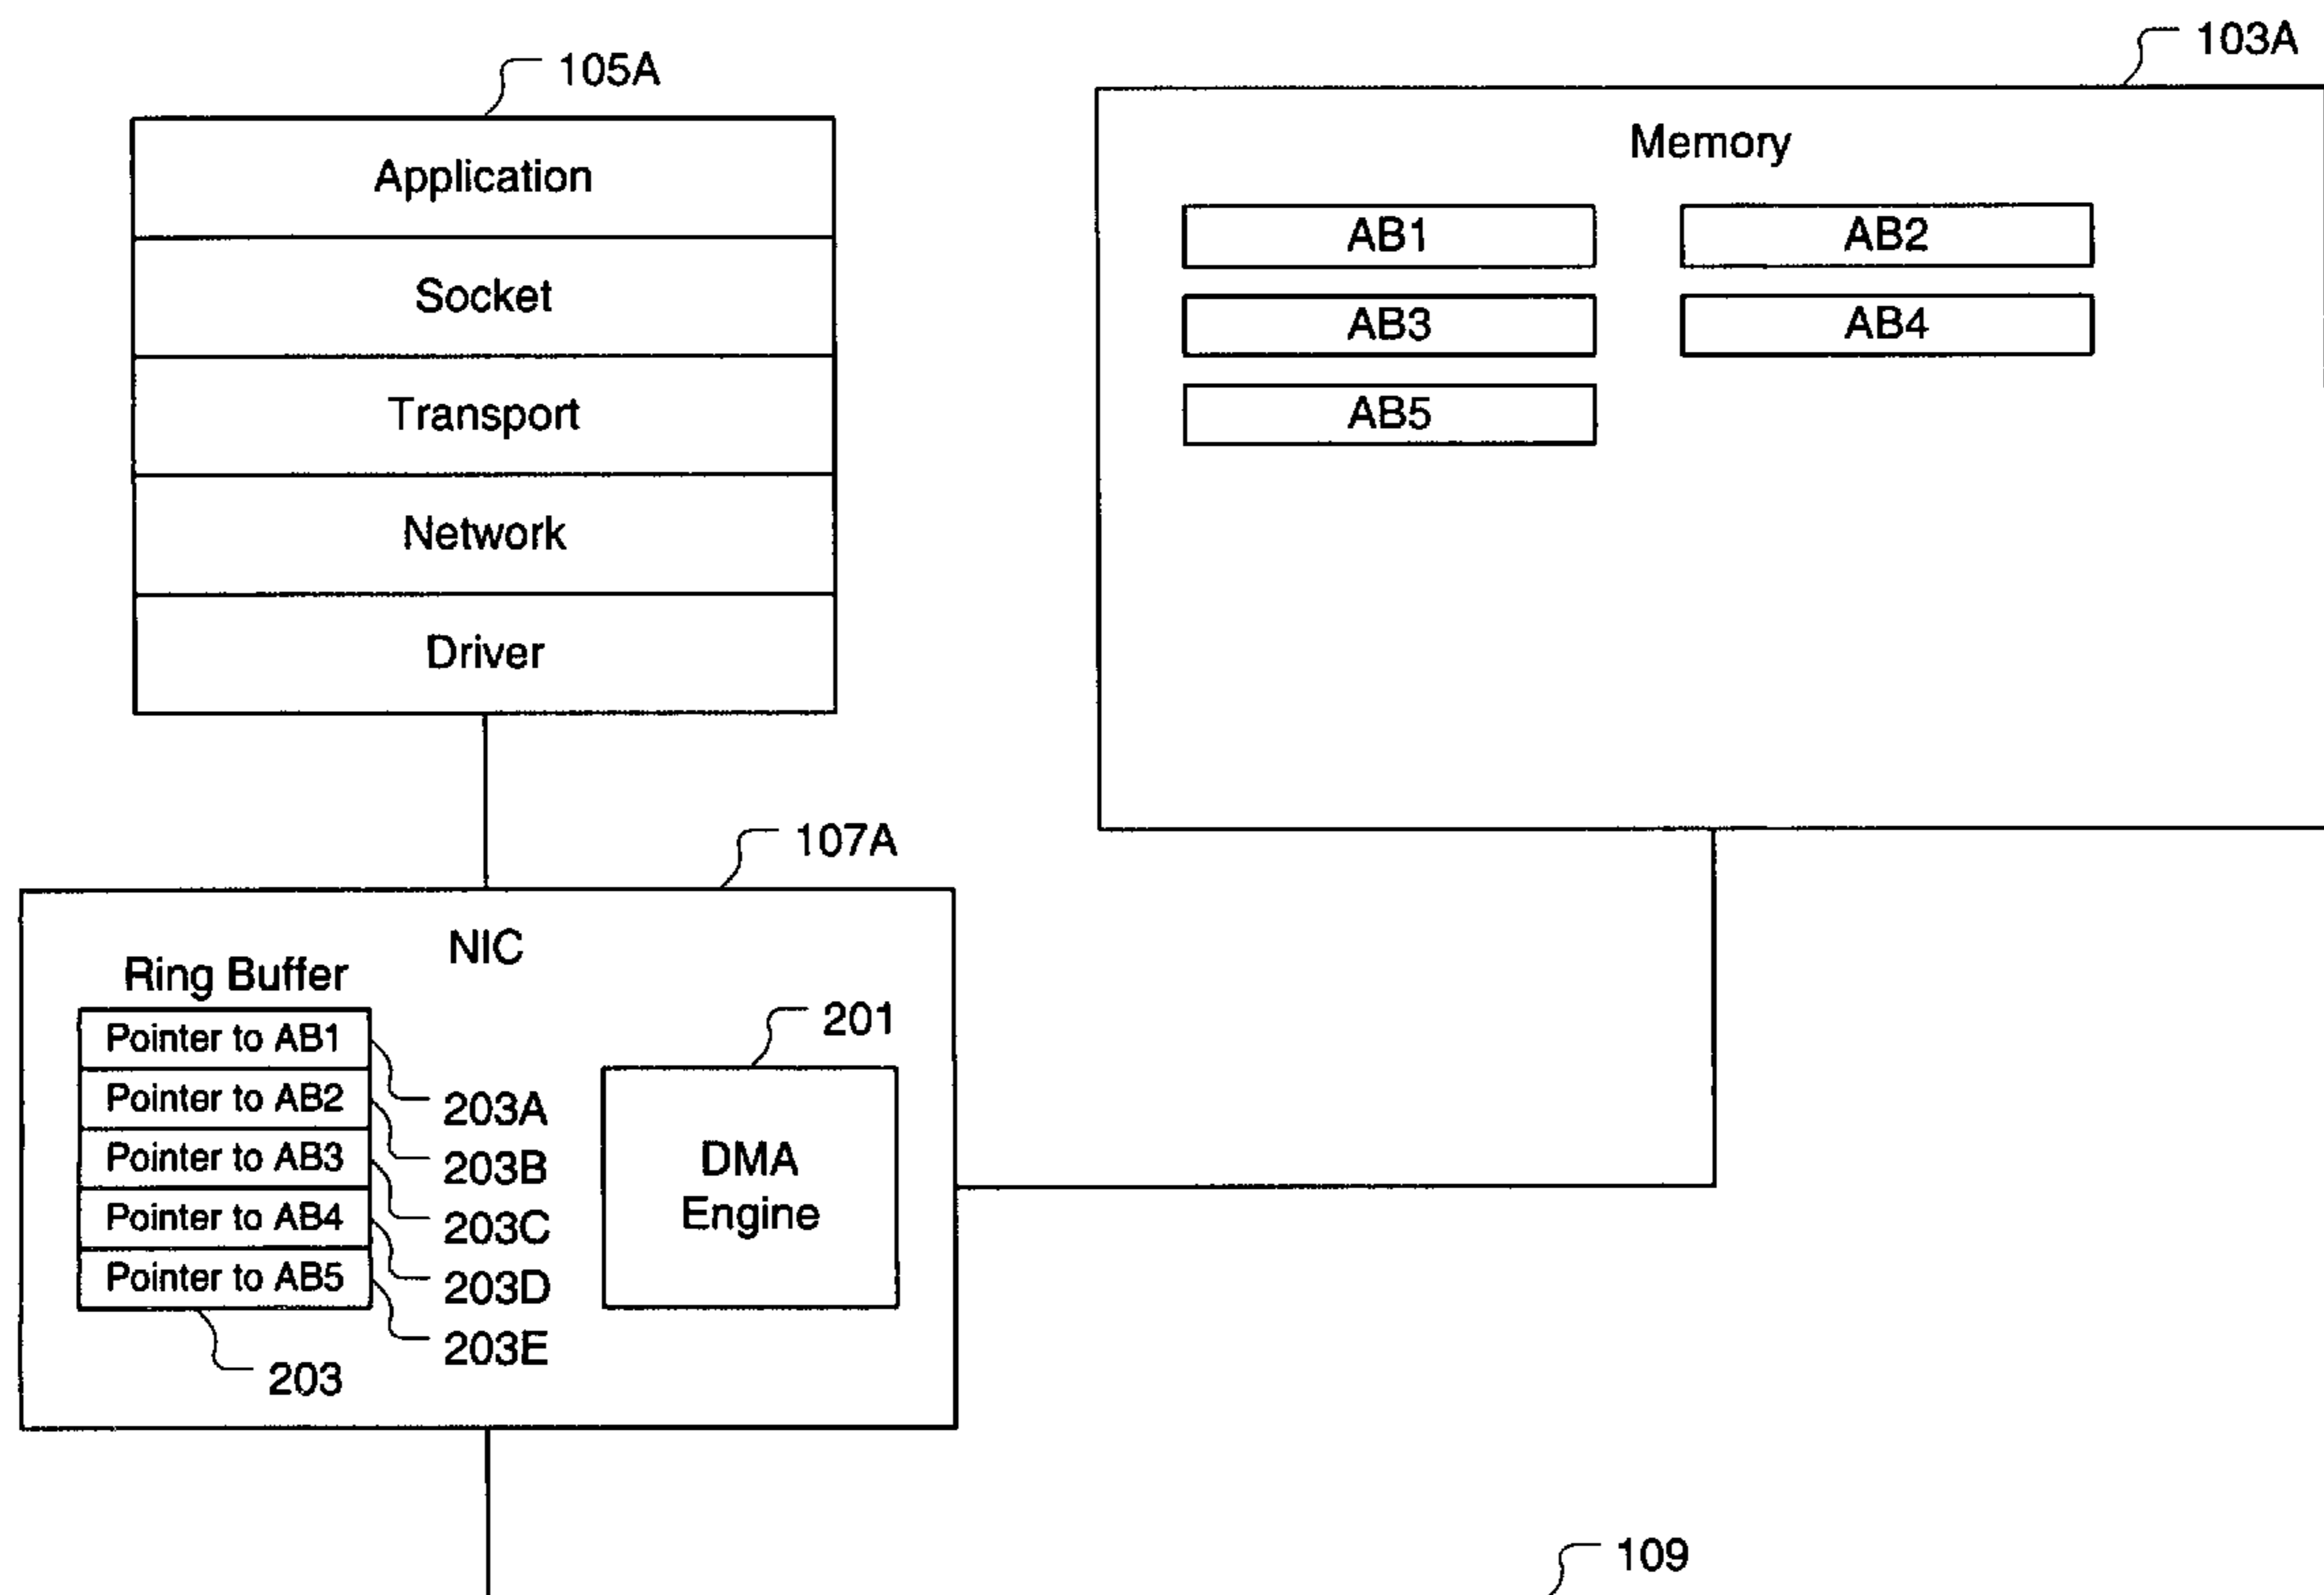 105A
Application
Socket
Transport
Network
Driver
103A
Memory
AB1
AB2
AB3
AB4
AB5
107A
NIC
Ring Buffer
Pointer to AB1
Pointer to AB2
Pointer to AB3
Pointer to AB4
Pointer to AB5
203A
203B
203C
203D
203E
203
201
DMA
Engine
109